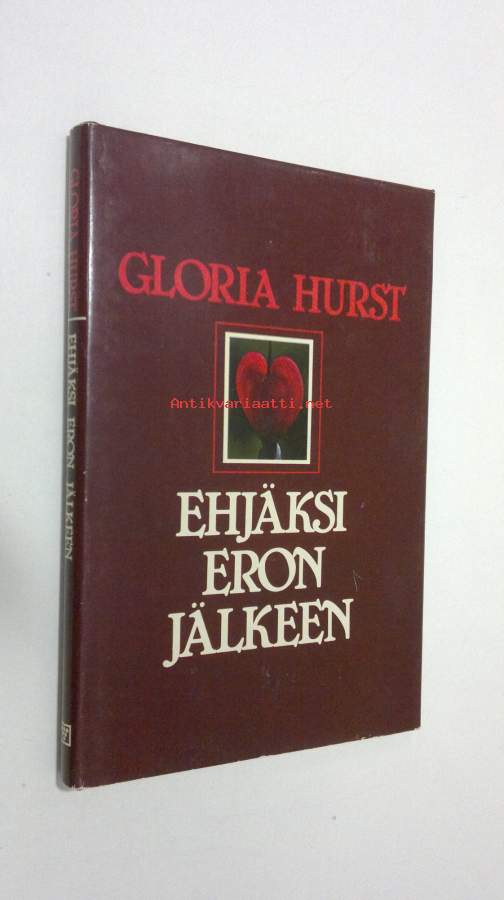 GLORIA HURST
Antikvariaatti.net
EHJÄKSI
ERON
JÄLKEEN
GLORIA HURST EHJÄKSI ERON JÄLKEEN